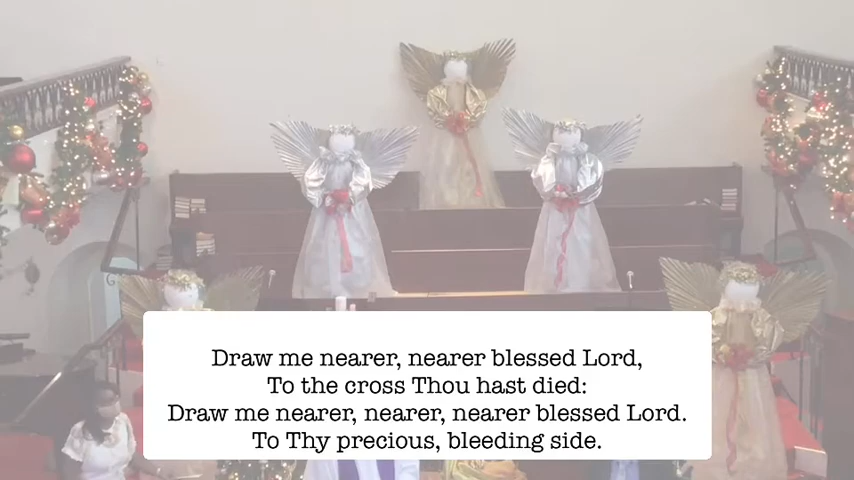 Draw me nearer, nearer blessed Lord,
To the cross Thou hast died:
Draw me nearer, nearer, nearer blessed Lord.
To Thy precious, bleeding side.